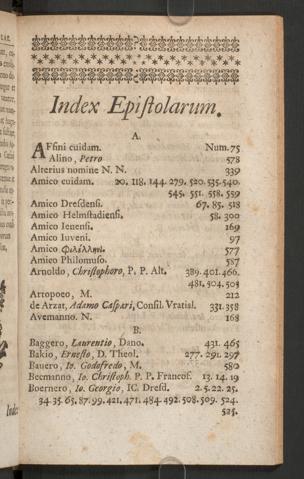 Index Epiſtolarum.
A.
Affini cuidam. Num. 75
Alino, Petro 578
Alterius nomine N. N. 339
Amico cuidam. 20. 118. 144. 279. 520. 535. 540.
545. 551. 558. 559
Amico Dresdenſi. 67. 85. 518
Amico Helmſtadienſi. 58. 300
Amico Ienenſi. 169
Amico Iuveni. 97
Amico φιλέλληνι. 577
Amico Philomuſo. 587
Arnoldo, Chriſtophoro, P. P. Alt. 389. 401. 466.
481. 504. 505
Arropoeo, M. 212
de Arzat, Adamo Caſpari, Conſil. Vratiſl. 331. 358
Avemanno. N. 168
B.
Baggero, Laurentio, Dano. 431. 465
Bakio, Erneſto, D. Theol. 277. 291. 297
Bauero, Io. Godofredo, M. 580
Becmanno, Io. Chriſtoph. P. P. Francof. 13. 14. 19
Boernero, Io. Georgio, IC. Dresd. 2. 5. 22. 25.
34. 35. 65. 87. 99. 421. 471. 484. 492. 508. 509. 524.
525.